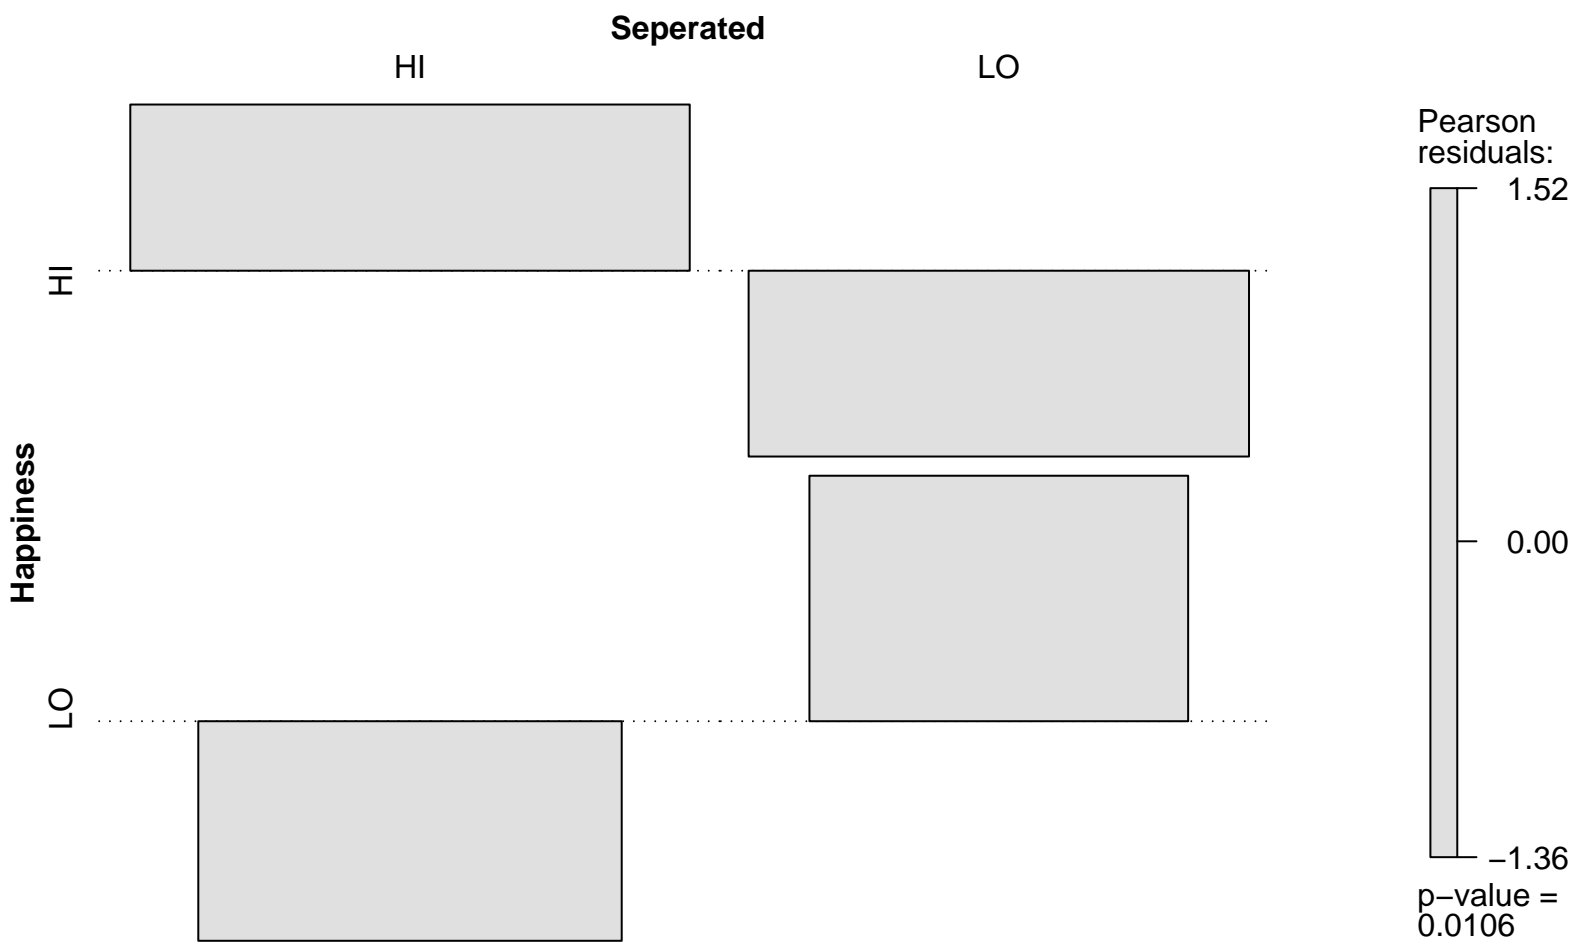 Seperated
HI LO
HI
Happiness
LO
Pearson
residuals:
1.52
0.00
−1.36
p−value =
0.0106